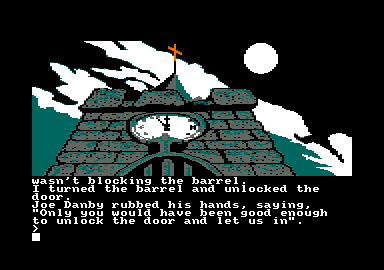 wasn't blocking the barrel.
I turned the barrel and unlocked the
door.
Joe Danby rubbed his hands, saying,
"Only you would have been good enough
to unlock the door and let us in".
>